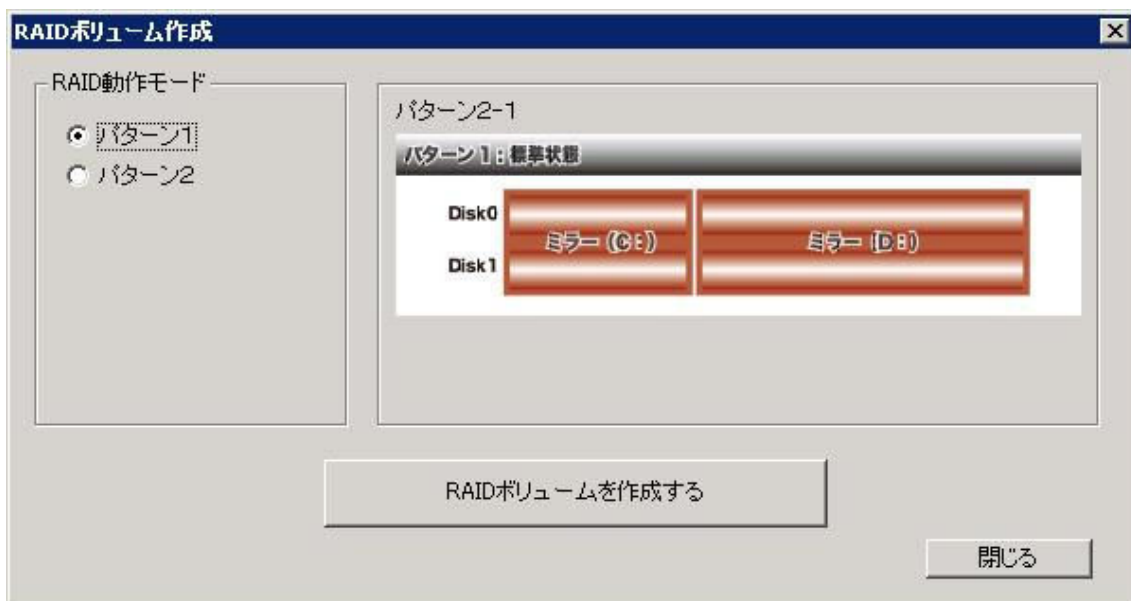 RAIDボリューム作成
RAID動作モード
パターン1
パターン2
パターン2-1
パターン1:標準状態
Disk0
ミラー (C:)
ミラー (D:)
Disk1
RAIDボリュームを作成する
閉じる